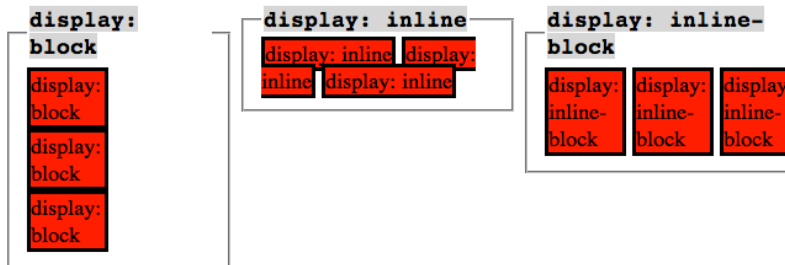 display:
block
display:
block
display:
block
display:
block
display: inline
display: inline display:
inline display: inline
display: inline-
block
display: display: display
inline- inline- inline-
block block block